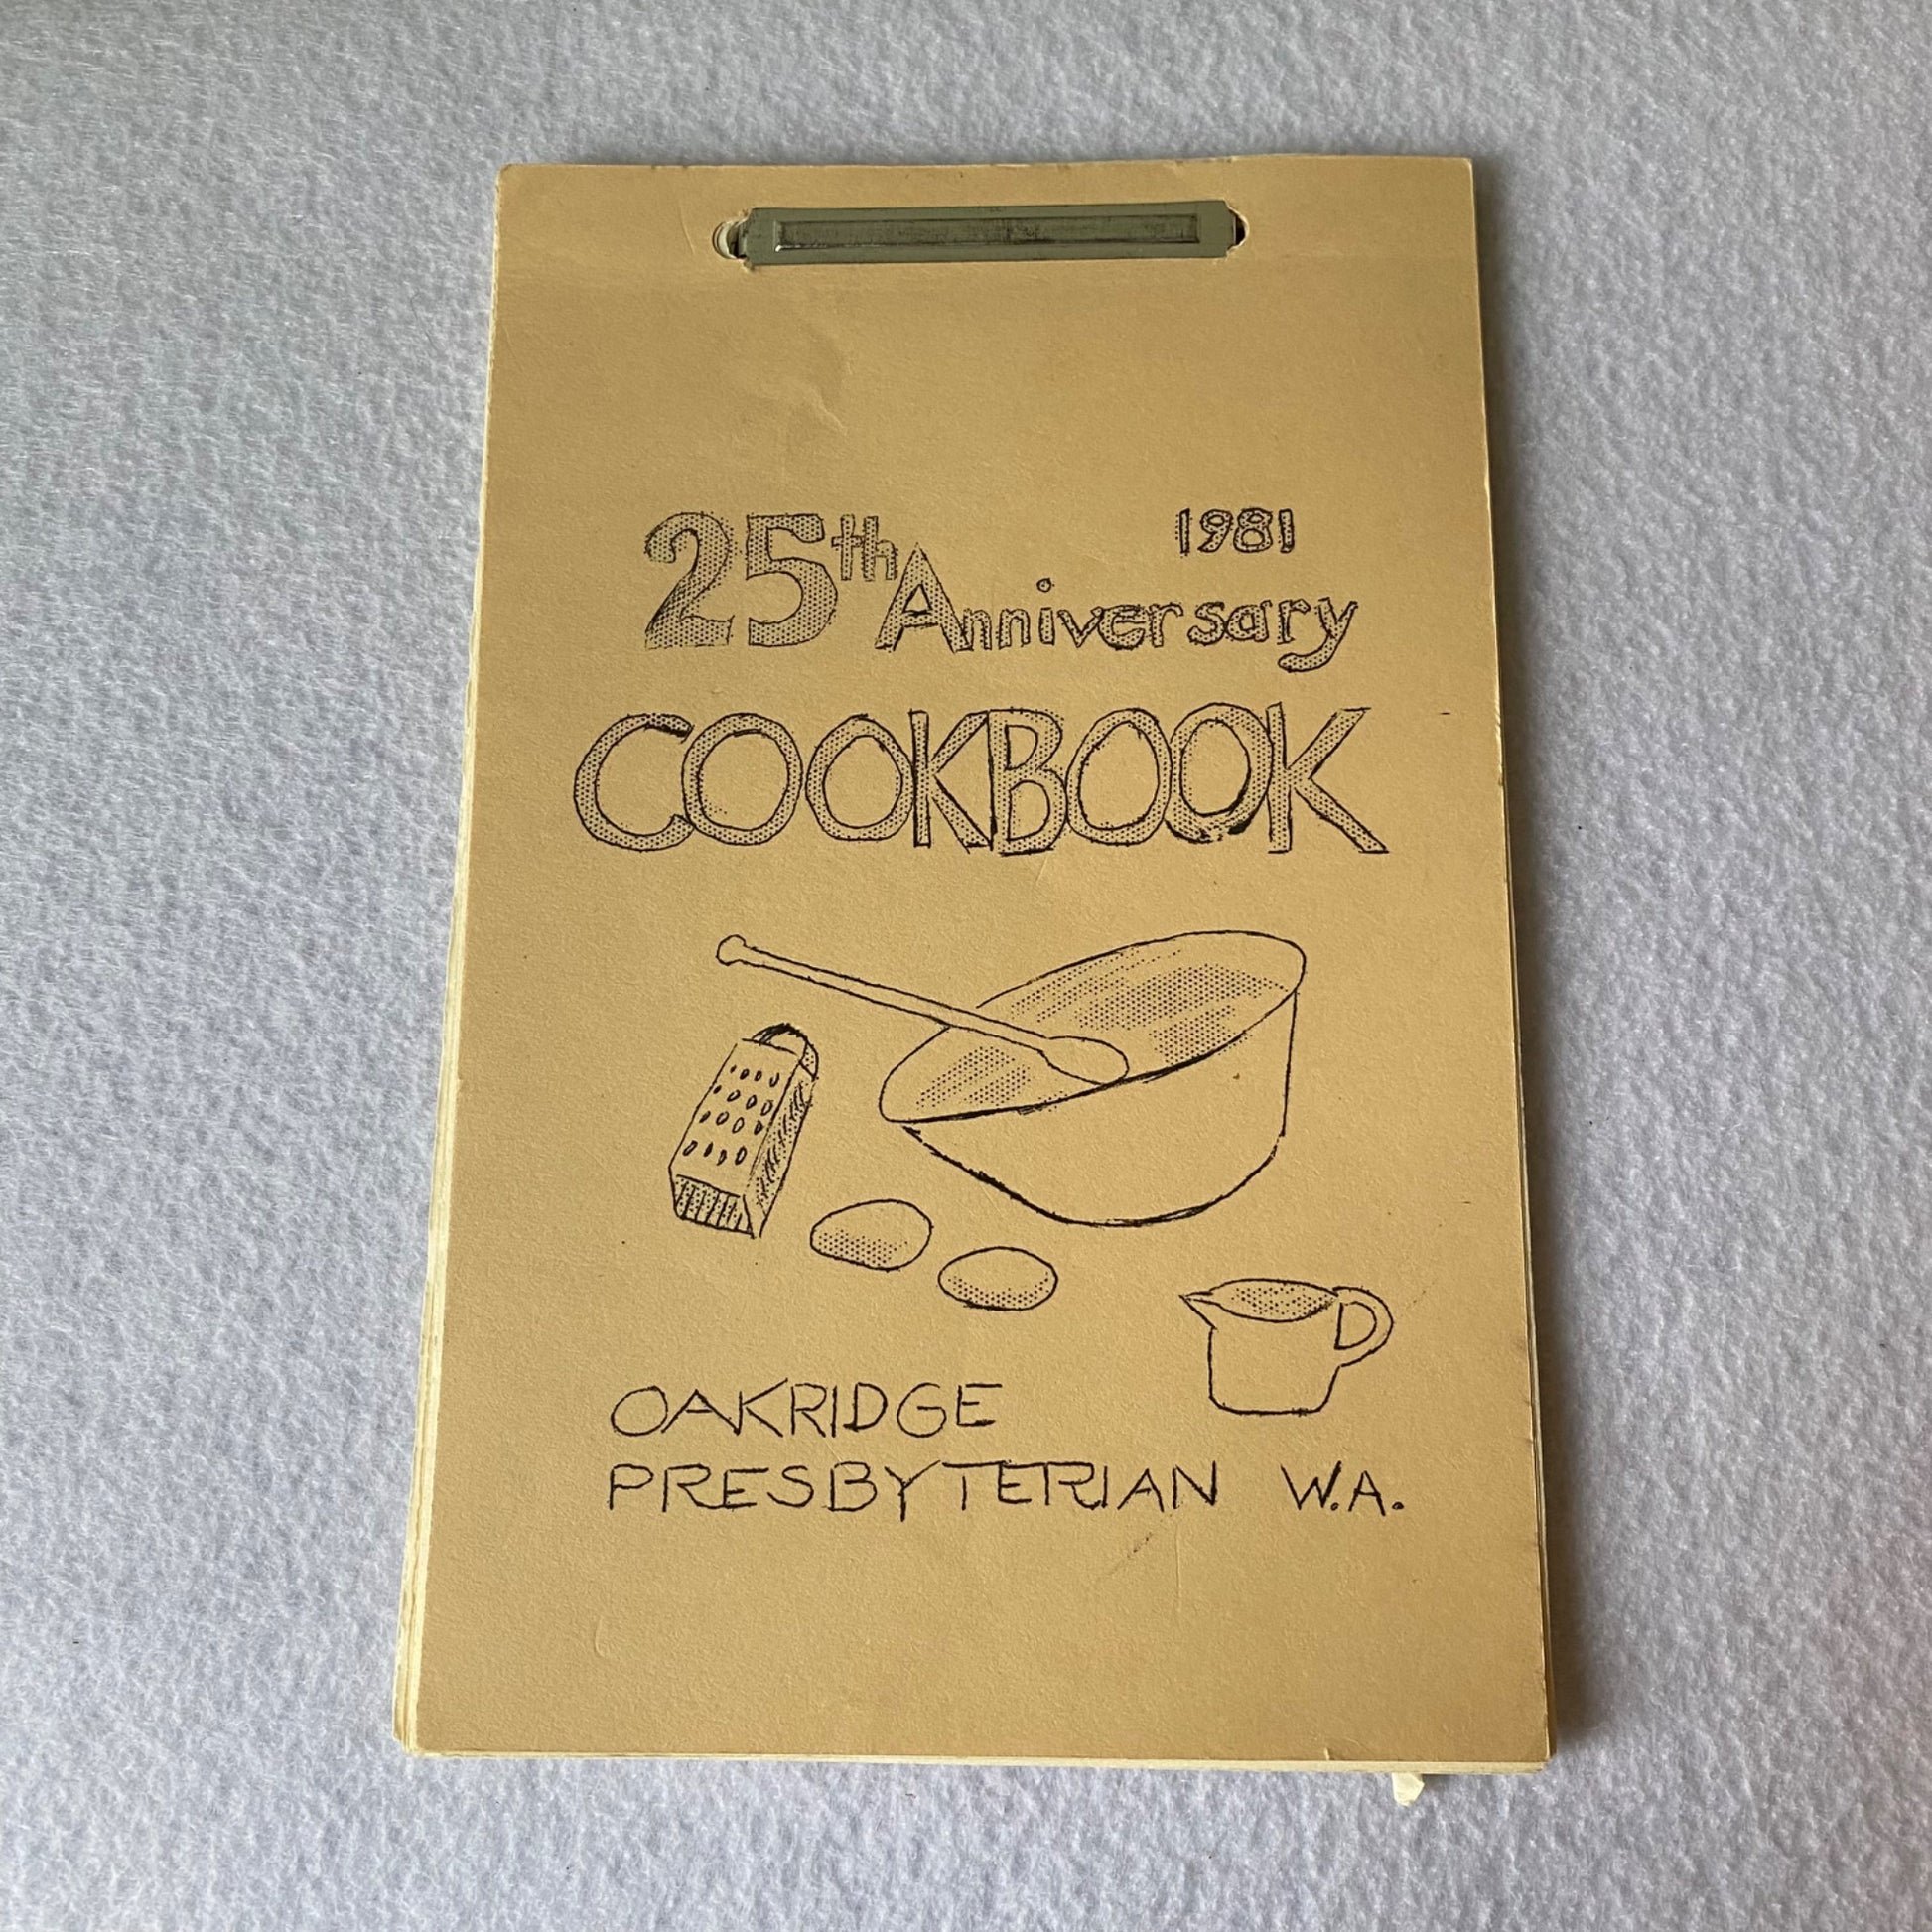 1981
25th Anniversary
COOKBOOK
OAKRIDGE
PRESBYTERIAN W.A.